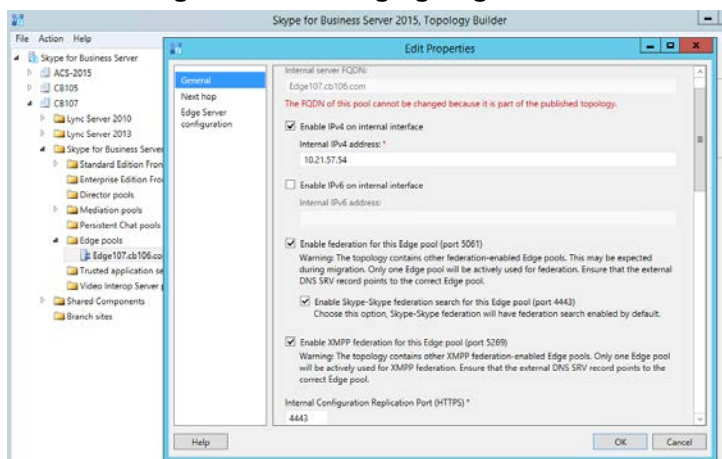 Skype for Business Server 2015, Topology Builder
File Action Help
Skype for Business Server
ACS-2015
CB105
CB107
Lync Server 2010
Lync Server 2013
Skype for Business Server
Standard Edition Fron
Enterprise Edition Fro
Director pools
Mediation pools
Persistent Chat pools
Edge pools
Edge107.cb106.co
Trusted application se
Video Interop Server
Shared Components
Branch sites
Edit Properties
General
Next hop
Edge Server
configuration
Internal server FQDN:
Edge107.cb106.com
The FQDN of this pool cannot be changed because it is part of the published topology.
Enable IPv4 on internal interface
Internal IPv4 address: *
10.21.57.54
Enable IPv6 on internal interface
Internal IPv6 address:
Enable federation for this Edge pool (port 5061)
Warning: The topology contains other federation-enabled Edge pools. This may be expected
during migration. Only one Edge pool will be actively used for federation. Ensure that the external
DNS SRV record points to the correct Edge pool.
Enable Skype-Skype federation search for this Edge pool (port 4443)
Choose this option, Skype-Skype federation will have federation search enabled by default.
Enable XMPP federation for this Edge pool (port 5269)
Warning: The topology contains other XMPP federation-enabled Edge pools. Only one Edge pool
will be actively used for XMPP federation. Ensure that the external DNS SRV record points to the
correct Edge pool.
Internal Configuration Replication Port (HTTPS) *
4443
Help
OK
Cancel